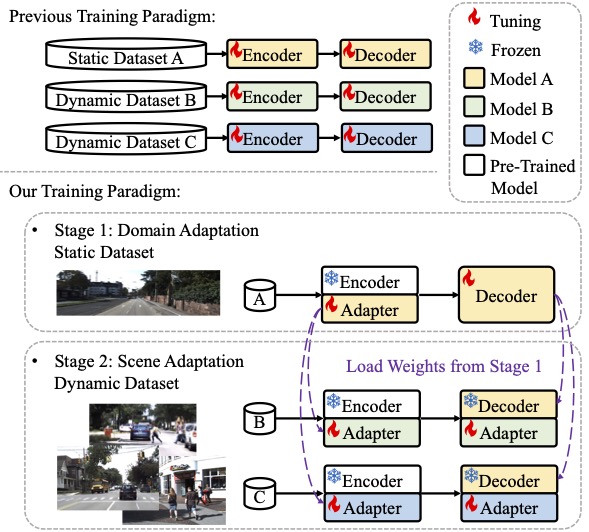 Previous Training Paradigm:
Static Dataset A
Encoder
Decoder
Dynamic Dataset B
Encoder
Decoder
Dynamic Dataset C
Encoder
Decoder
Tuning
Frozen
Model A
Model B
Model C
Pre-Trained
Model
Our Training Paradigm:
• Stage 1: Domain Adaptation
Static Dataset
A
Encoder
Adapter
Decoder
• Stage 2: Scene Adaptation
Dynamic Dataset
Load Weights from Stage 1
B
Encoder
Adapter
Decoder
Adapter
C
Encoder
Adapter
Decoder
Adapter